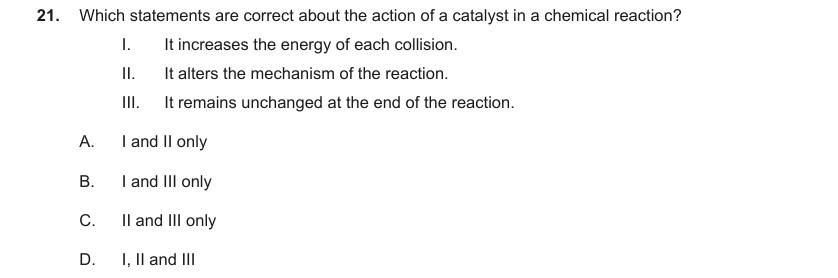 21. Which statements are correct about the action of a catalyst in a chemical reaction?
I. It increases the energy of each collision.
II. It alters the mechanism of the reaction.
III. It remains unchanged at the end of the reaction.
A. I and II only
B. I and III only
C. II and III only
D. I, II and III